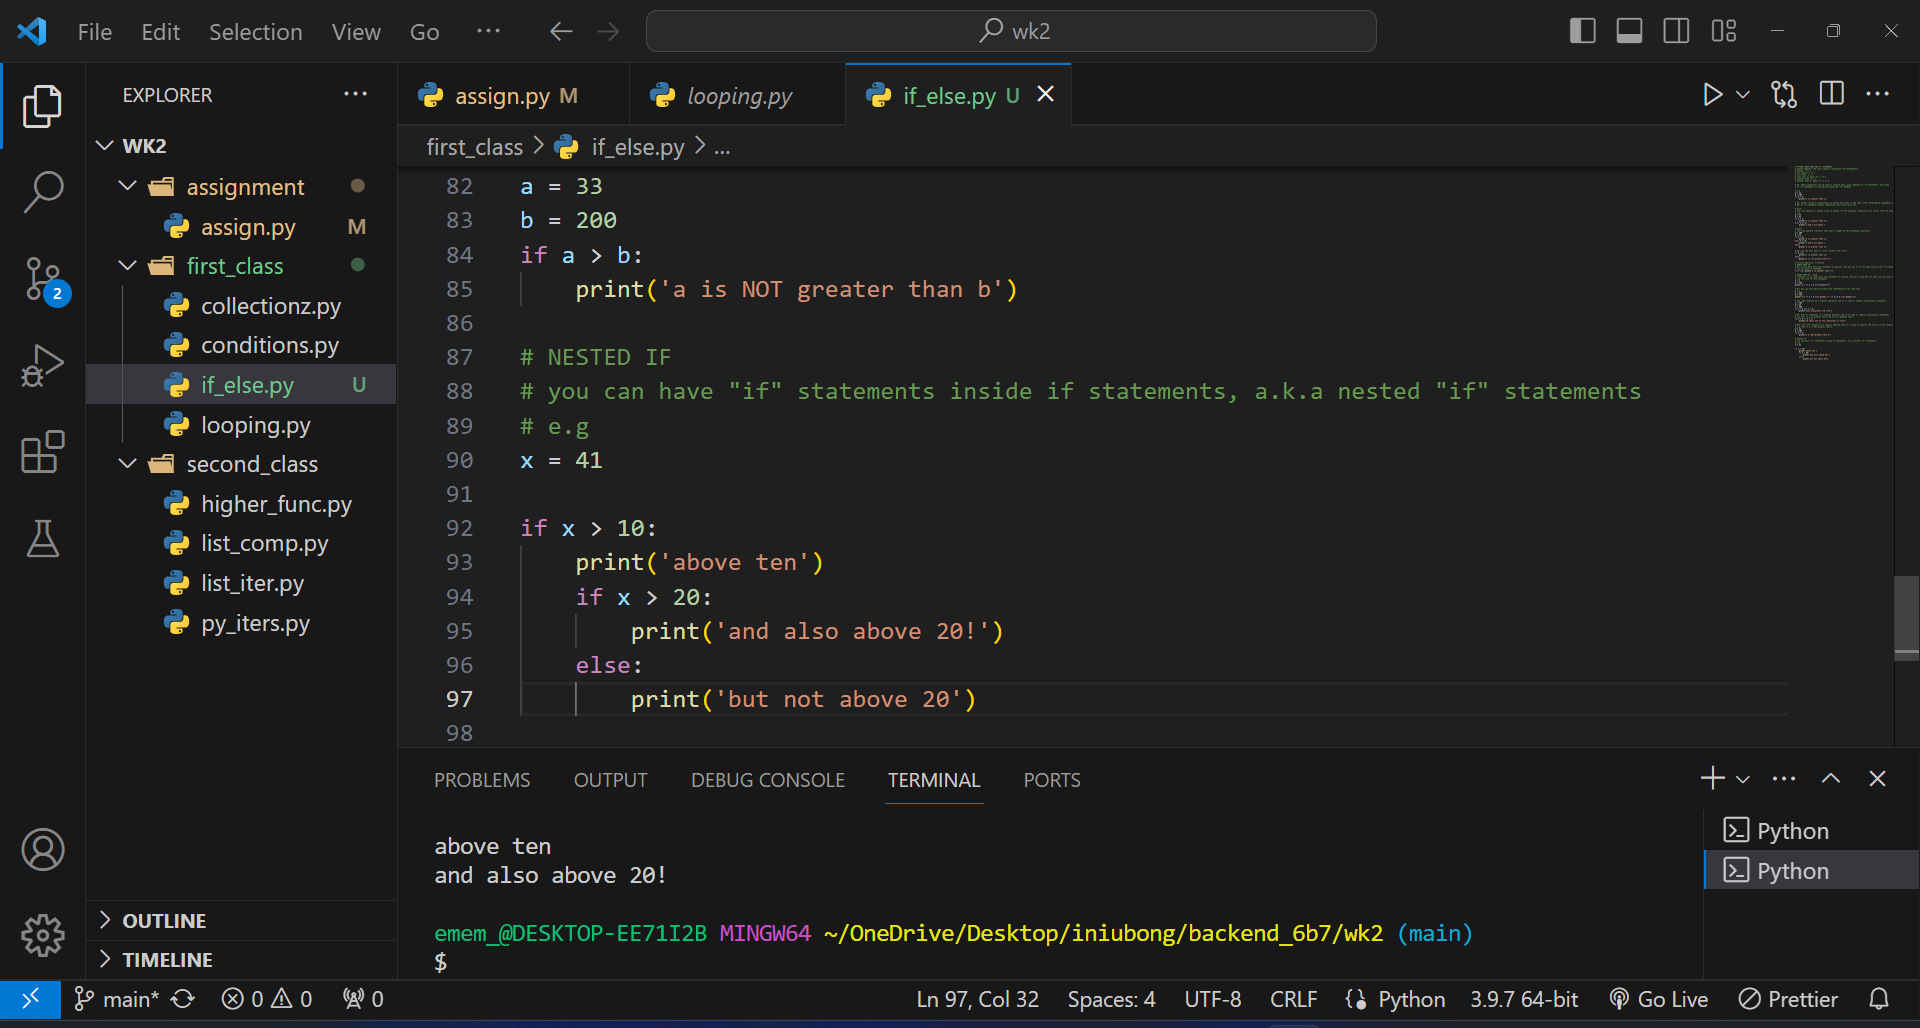 File Edit Selection View Go ... wk2
EXPLORER ...
WK2
assignment
assign.py M
first_class
collectionz.py
conditions.py
if_else.py U
looping.py
second_class
higher_func.py
list_comp.py
list_iter.py
py_iters.py
OUTLINE
TIMELINE
2
assign.py M looping.py if_else.py U
first_class > if_else.py > ...
82 a = 33
83 b = 200
84 if a > b:
85     print('a is NOT greater than b')
86
87 # NESTED IF
88 # you can have "if" statements inside if statements, a.k.a nested "if" statements
89 # e.g
90 x = 41
91
92 if x > 10:
93     print('above ten')
94     if x > 20:
95         print('and also above 20!')
96     else:
97         print('but not above 20')
98
PROBLEMS OUTPUT DEBUG CONSOLE TERMINAL PORTS
above ten
and also above 20!
emem_@DESKTOP-EE71I2B MINGW64 ~/OneDrive/Desktop/iniubong/backend_6b7/wk2 (main)
$
Python
Python
main* 0 0 0 Ln 97, Col 32 Spaces: 4 UTF-8 CRLF Python 3.9.7 64-bit Go Live Prettier